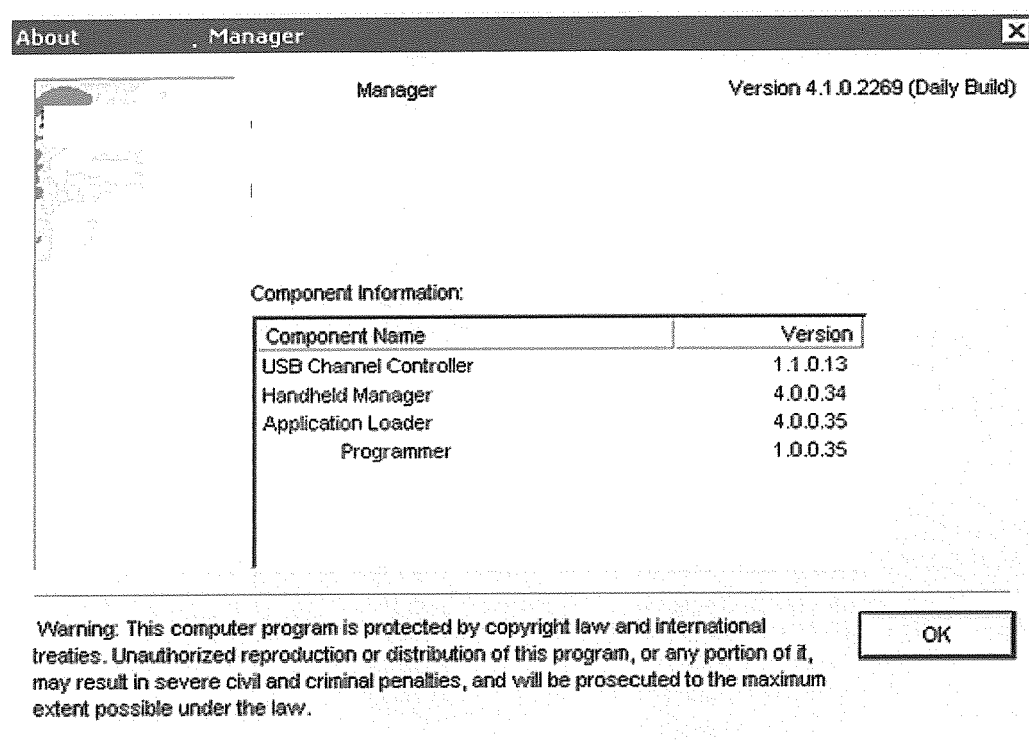 About . Manager
Manager Version 4.1.0.2269 (Daily Build)
Component Information:
Component Name Version
USB Channel Controller 1.1.0.13
Handheld Manager 4.0.0.34
Application Loader 4.0.0.35
Programmer 1.0.0.35
Warning: This computer program is protected by copyright law and international
treaties. Unauthorized reproduction or distribution of this program, or any portion of it,
may result in severe civil and criminal penalties, and will be prosecuted to the maximum
extent possible under the law.
OK